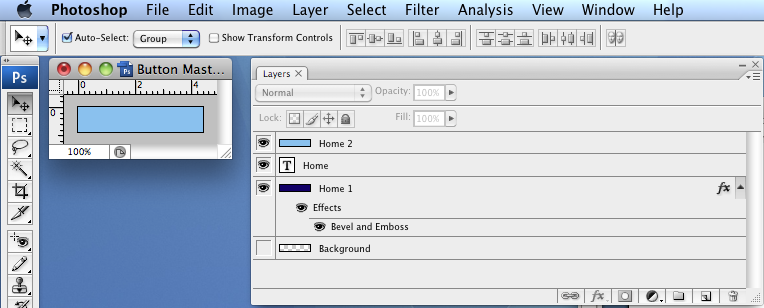 Photoshop File Edit Image Layer Select Filter Analysis View Window Help
Auto-Select: Group Show Transform Controls
Ps
Ps Button Mast...
0 2 4
0
100%
Layers ×
Normal Opacity: 100%
Lock: Fill: 100%
Home 2
T Home
Home 1 fx
Effects
Bevel and Emboss
Background
fx.